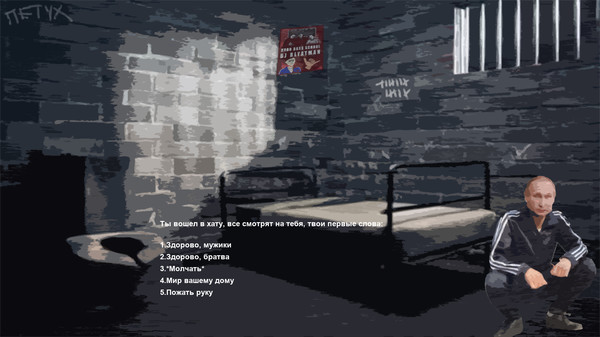 ПЕТУХ
Ты вошел в хату, все смотрят на тебя, твои первые слова:
1.Здорово, мужики
2.Здорово, братва
3.*Молчать*
4.Мир вашему дому
5.Пожать руку